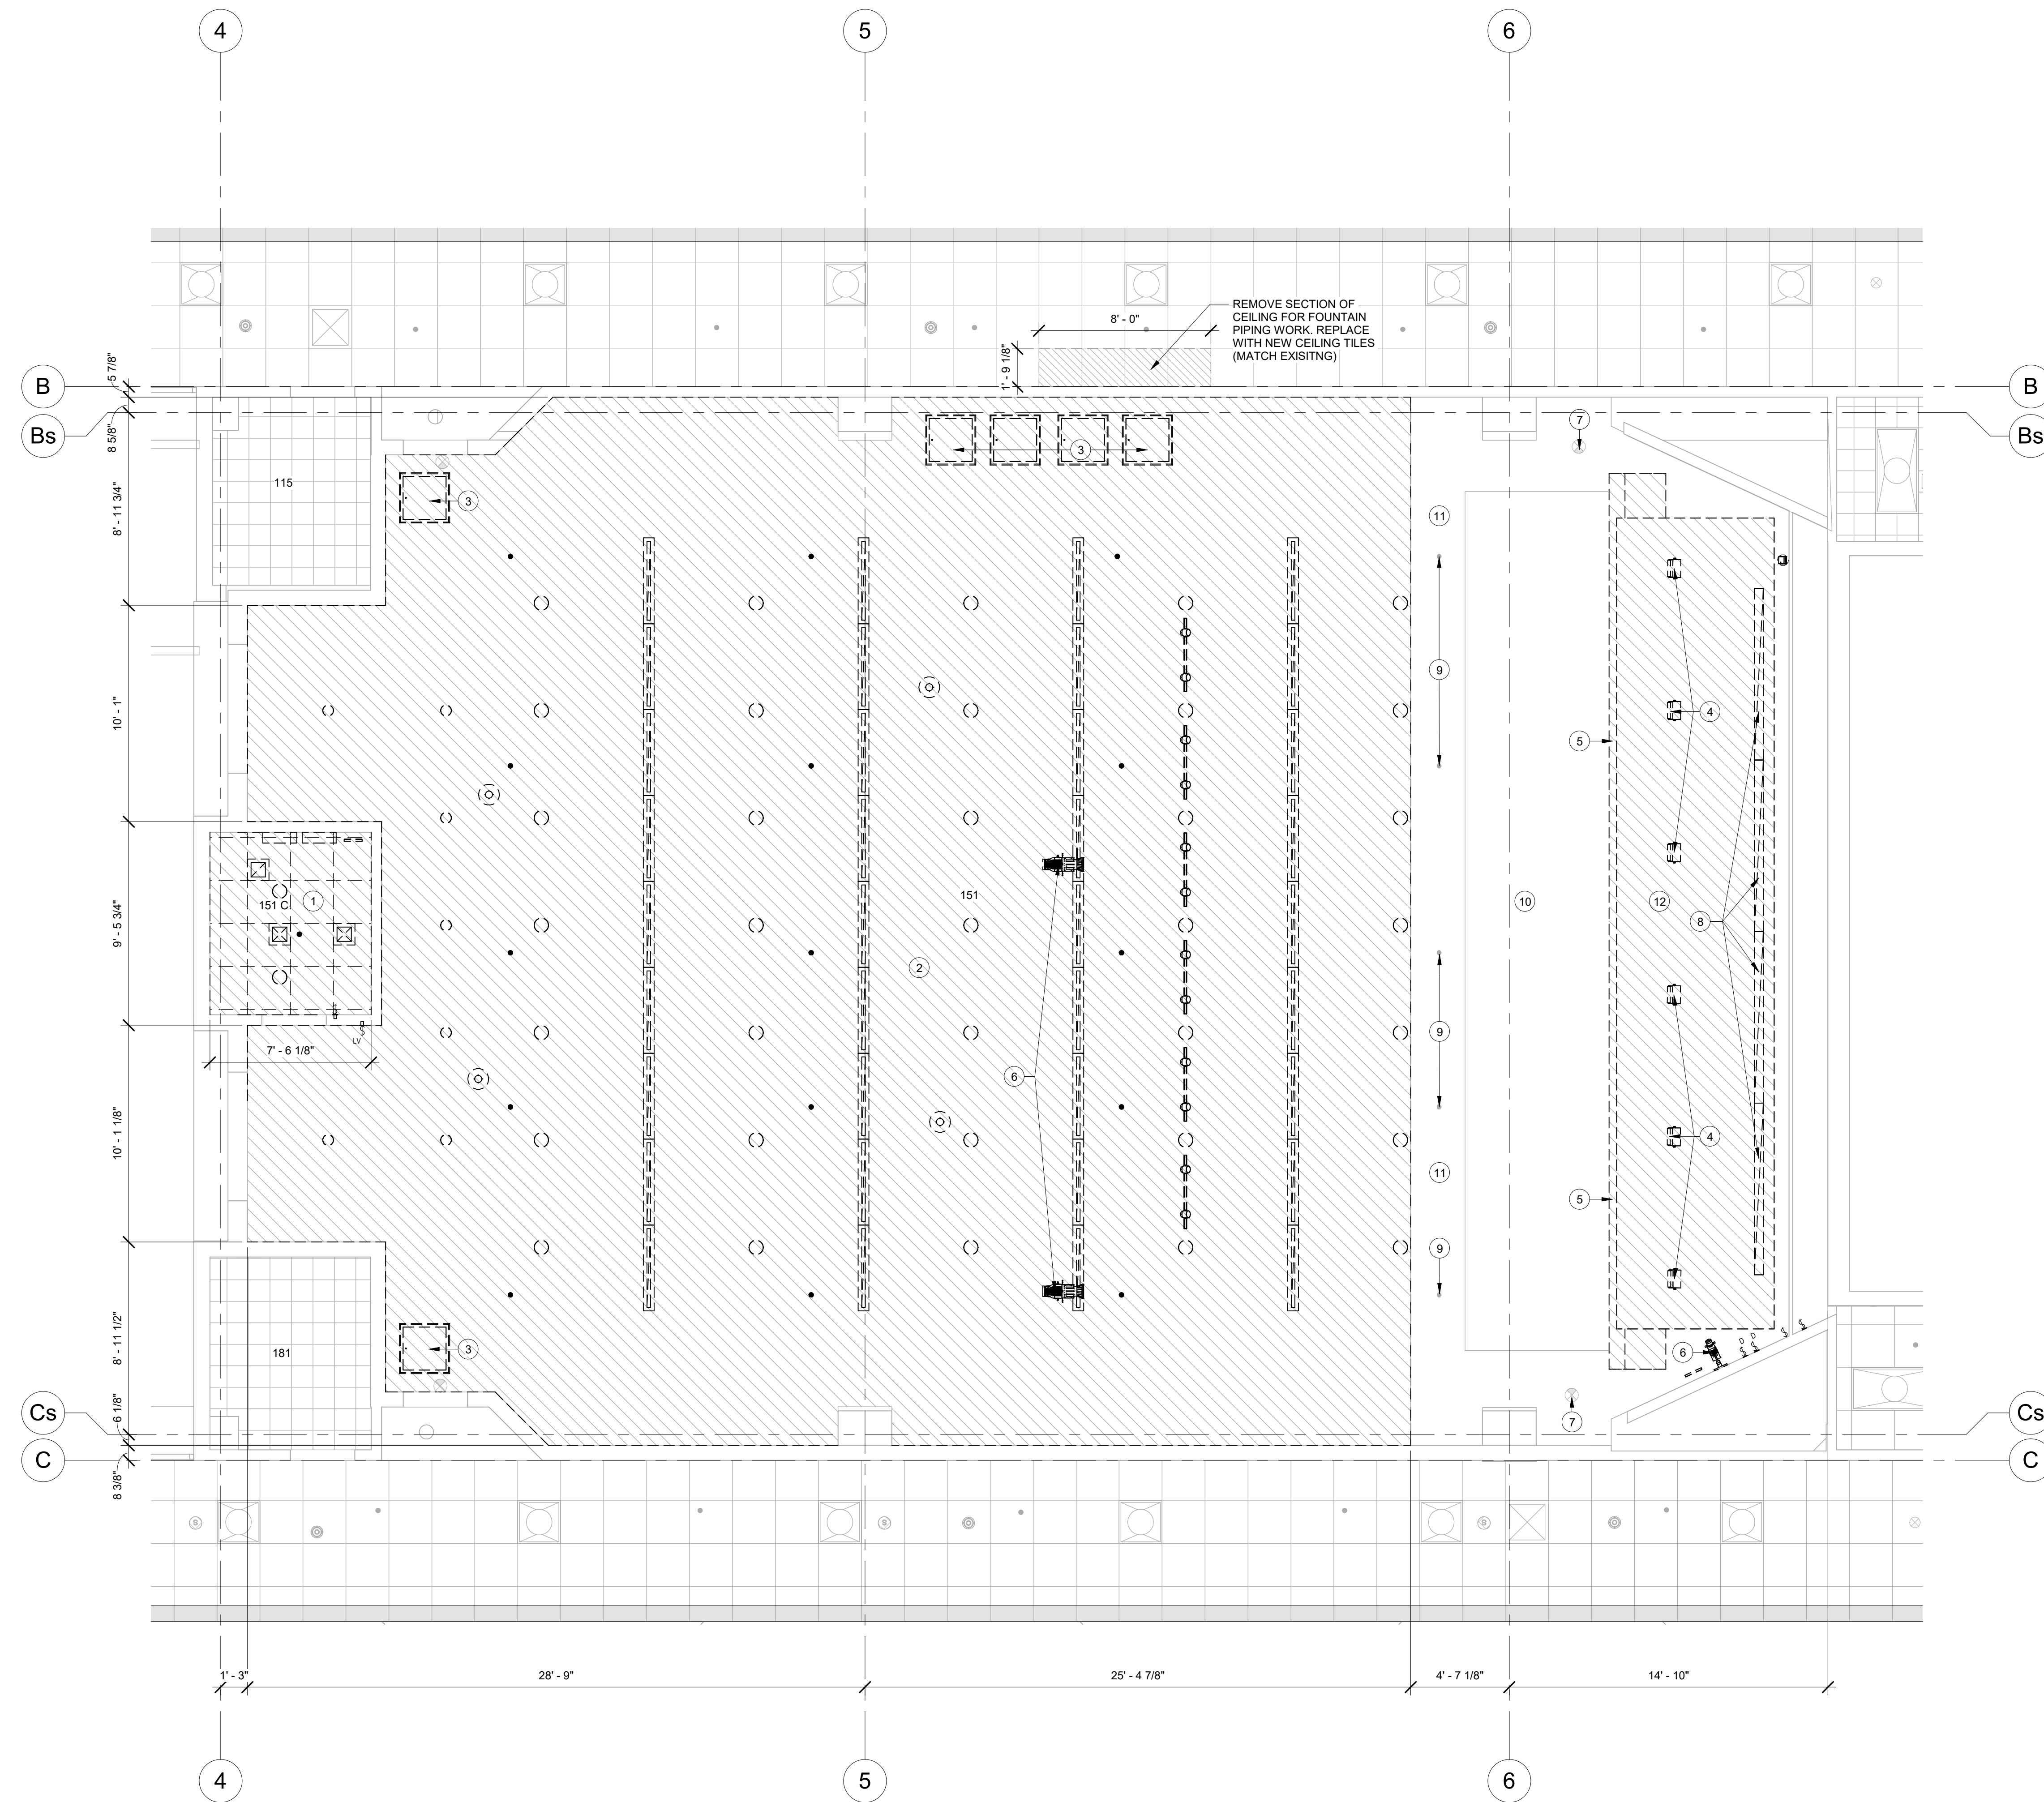 4
5
6
REMOVE SECTION OF
CEILING FOR FOUNTAIN
PIPING WORK. REPLACE
WITH NEW CEILING TILES
(MATCH EXISITNG)
8' - 0"
1' - 9 1/8"
5 7/8"
B
B
Bs
Bs
8 5/8"
7
3
115
8' - 11 3/4"
3
11
9
10' - 1"
4
5
151
1
151 C
10
12
9' - 5 3/4"
8
2
LV
7' - 6 1/8"
6
9
10' - 1 1/8"
4
11
5
9
8' - 11 1/2"
181
3
6
7
6 1/8"
Cs
Cs
C
C
8 3/8"
S
S
S
1' - 3"
28' - 9"
25' - 4 7/8"
4' - 7 1/8"
14' - 10"
4
5
6